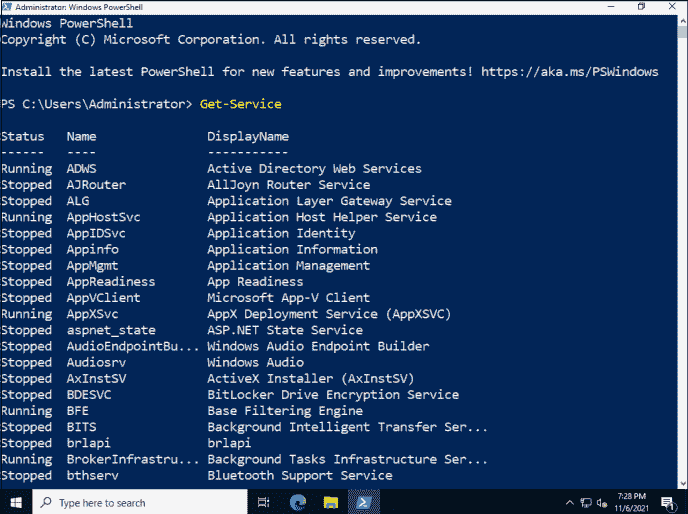 Administrator: Windows PowerShell
Windows PowerShell
Copyright (C) Microsoft Corporation. All rights reserved.
Install the latest PowerShell for new features and improvements! https://aka.ms/PSWindows
PS C:\Users\Administrator> Get-Service
Status Name DisplayName
------ ---- -----------
Running ADWS Active Directory Web Services
Stopped AJRouter AllJoyn Router Service
Stopped ALG Application Layer Gateway Service
Running AppHostSvc Application Host Helper Service
Stopped AppIDSvc Application Identity
Stopped Appinfo Application Information
Stopped AppMgmt Application Management
Stopped AppReadiness App Readiness
Stopped AppVClient Microsoft App-V Client
Running AppXSvc AppX Deployment Service (AppXSVC)
Stopped aspnet_state ASP.NET State Service
Stopped AudioEndpointBu... Windows Audio Endpoint Builder
Stopped Audiosrv Windows Audio
Stopped AxInstSV ActiveX Installer (AxInstSV)
Stopped BDESVC BitLocker Drive Encryption Service
Running BFE Base Filtering Engine
Stopped BITS Background Intelligent Transfer Ser...
Stopped brlapi brlapi
Running BrokerInfrastru... Background Tasks Infrastructure Ser...
Stopped bthserv Bluetooth Support Service
Type here to search
7:28 PM
11/6/2021
1